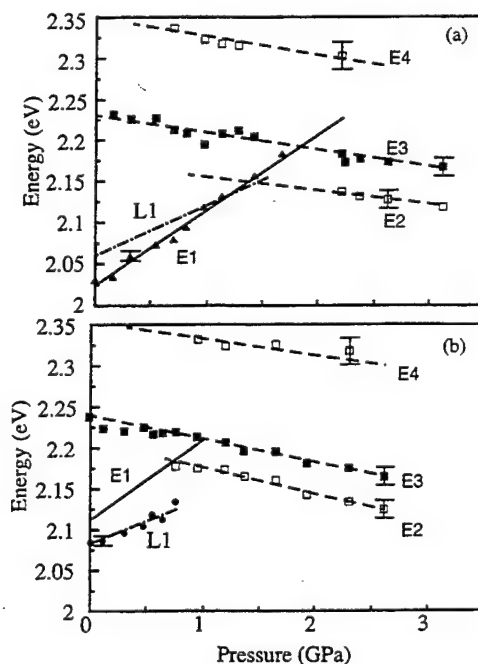 2.35
(a)
E4
2.3
Energy (eV)
2.25
2.2
E3
2.15
E2
L1
2.1
E1
2.05
2
2.35
(b)
E4
2.3
Energy (eV)
2.25
2.2
E3
E1
2.15
E2
2.1
L1
2.05
2
0 1 2 3
Pressure (GPa)